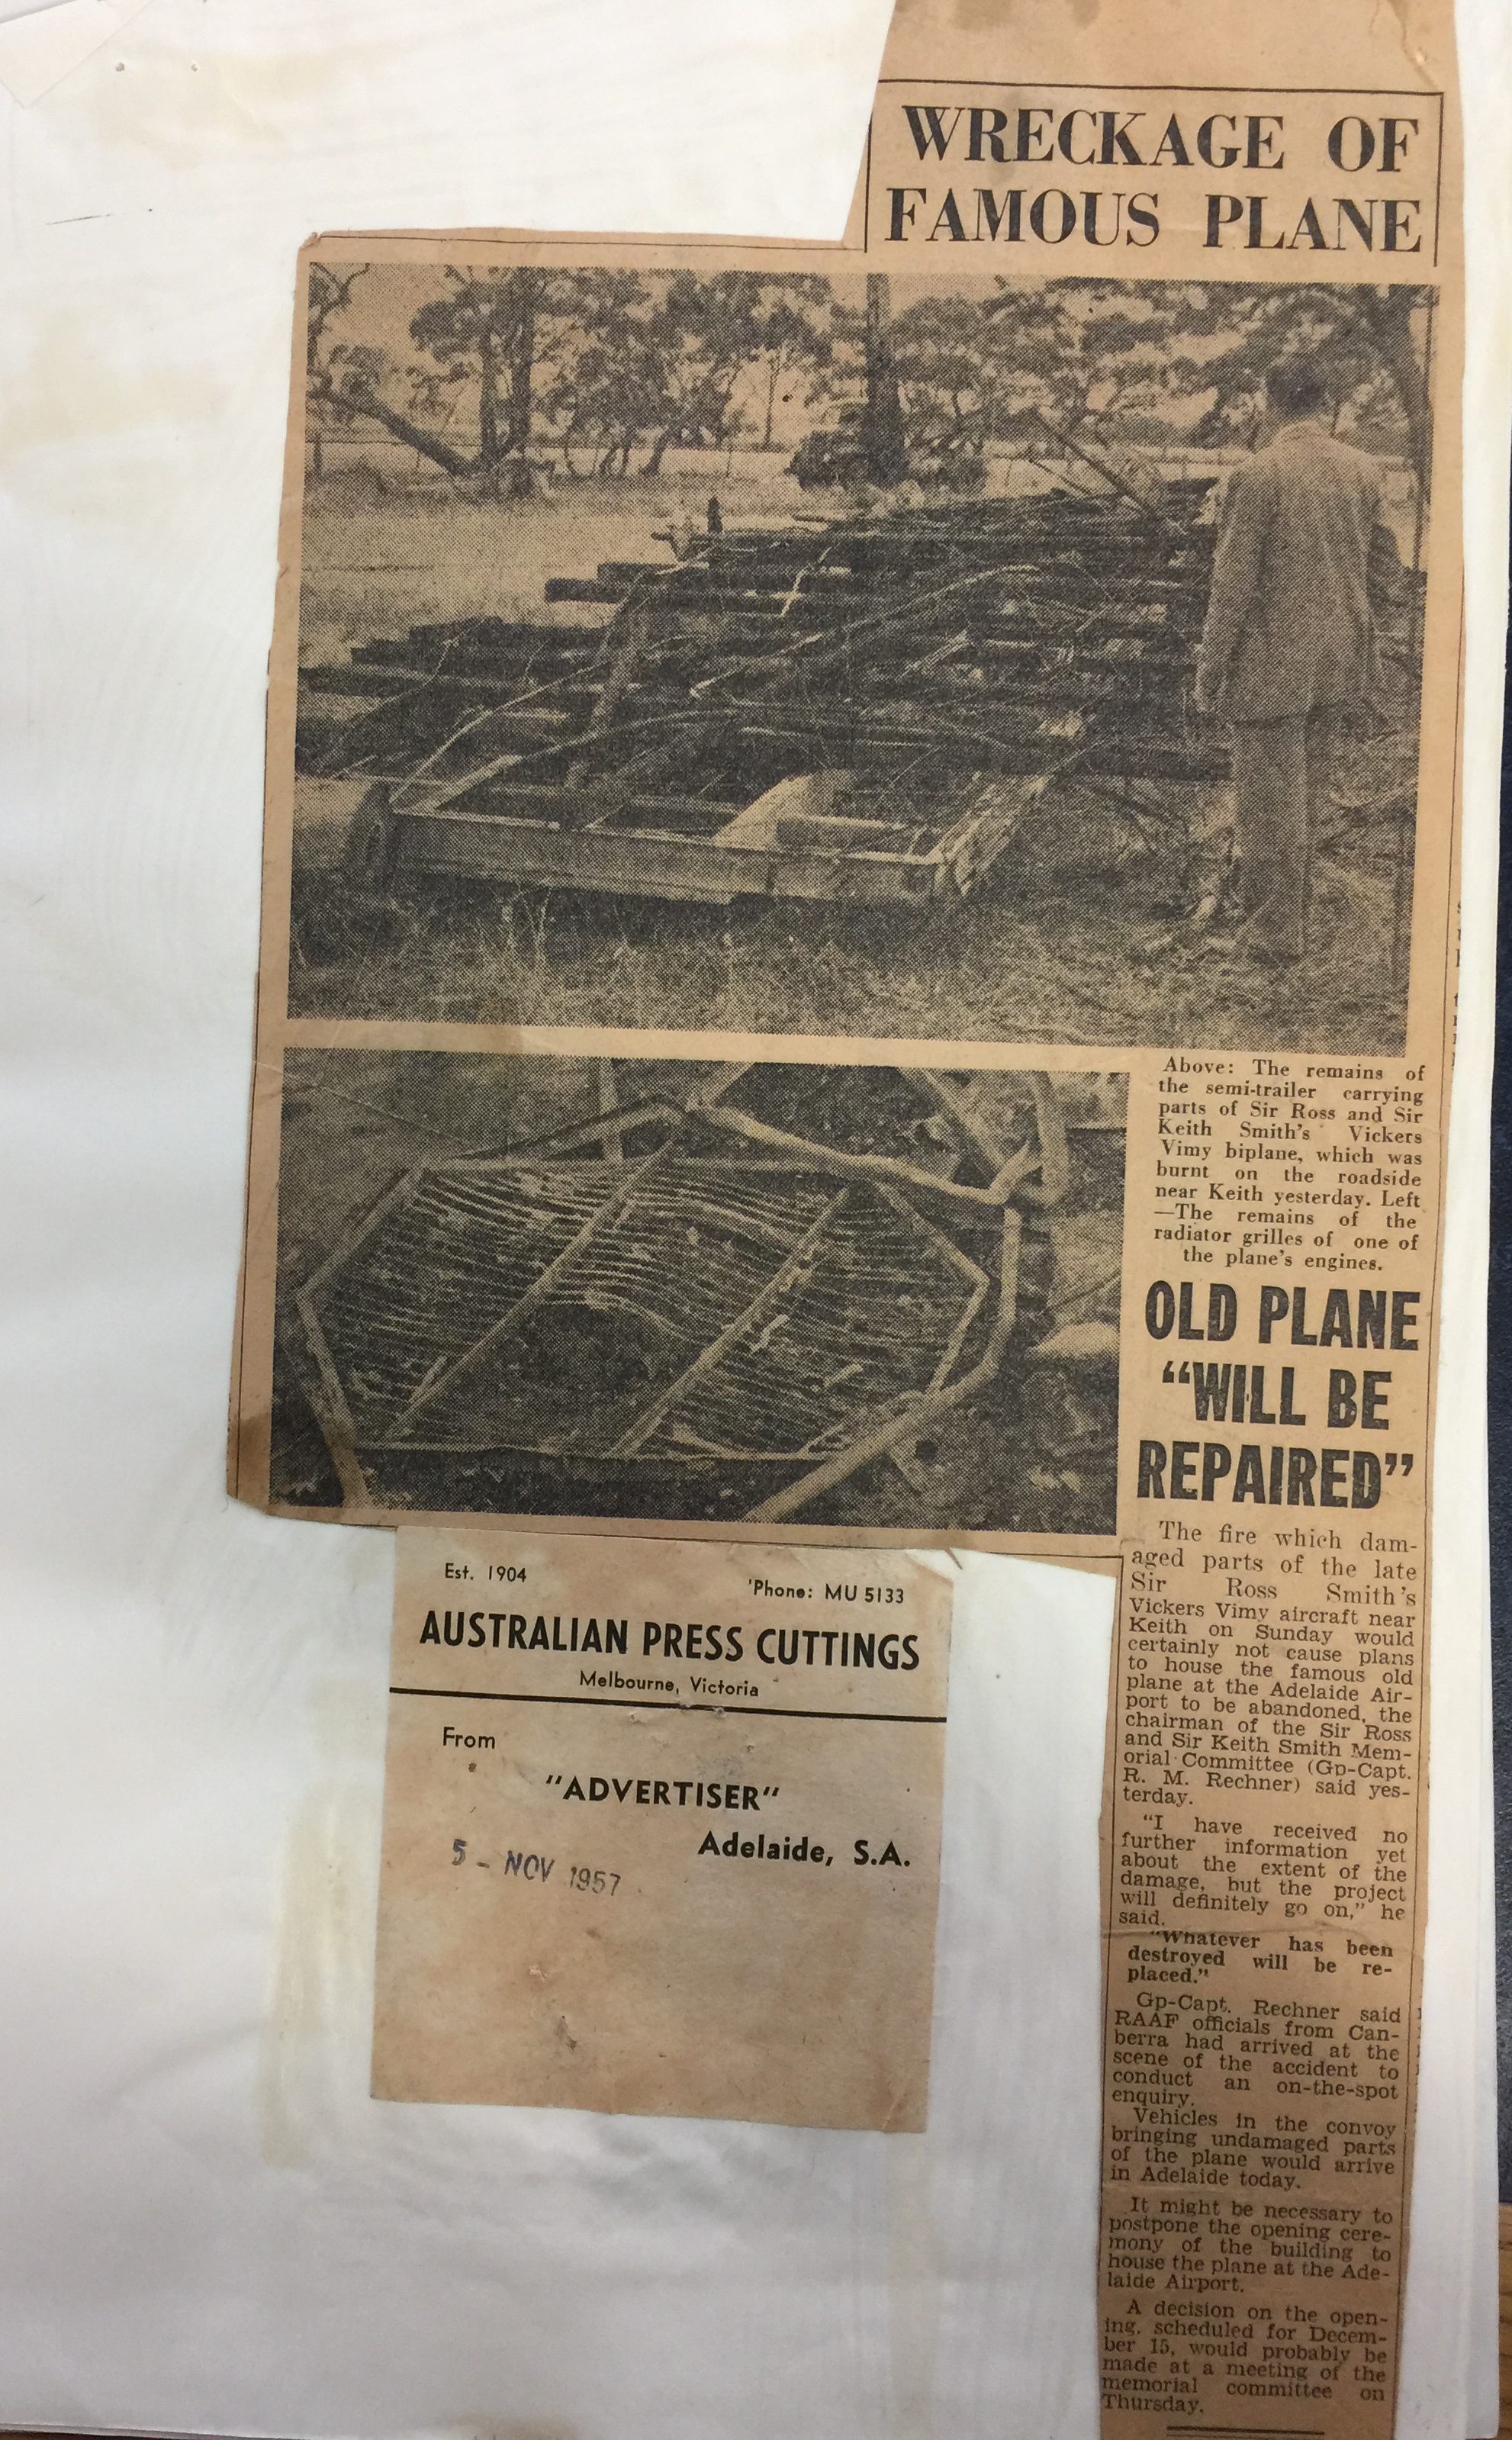 WRECKAGE OF
FAMOUS PLANE
Above: The remains of
the semi-trailer carrying
parts of Sir Ross and Sir
Keith Smith's Vickers
Vimy biplane, which was
burnt on the roadside
near Keith yesterday. Left
—The remains of the
radiator grilles of one of
the plane's engines.
OLD PLANE
"WILL BE
REPAIRED"
The fire which dam-
aged parts of the late
Sir Ross Smith's
Vickers Vimy aircraft near
Keith on Sunday would
certainly not cause plans
to house the famous old
plane at the Adelaide Air-
port to be abandoned, the
chairman of the Sir Ross
and Sir Keith Smith Mem-
orial Committee (Gp-Capt.
R. M. Rechner) said yes-
terday.
"I have received no
further information yet
about the extent of the
damage, but the project
will definitely go on," he
said.
"Whatever has been
destroyed will be re-
placed."
Gp-Capt. Rechner said
RAAF officials from Can-
berra had arrived at the
scene of the accident to
conduct an on-the-spot
enquiry.
Vehicles in the convoy
bringing undamaged parts
of the plane would arrive
in Adelaide today.
It might be necessary to
postpone the opening cere-
mony of the building to
house the plane at the Ade-
laide Airport.
A decision on the open-
ing, scheduled for Decem-
ber 15, would probably be
made at a meeting of the
memorial committee on
Thursday.
Est. 1904
'Phone: MU 5133
AUSTRALIAN PRESS CUTTINGS
Melbourne, Victoria
From
"ADVERTISER"
Adelaide, S.A.
5 - NOV 1957